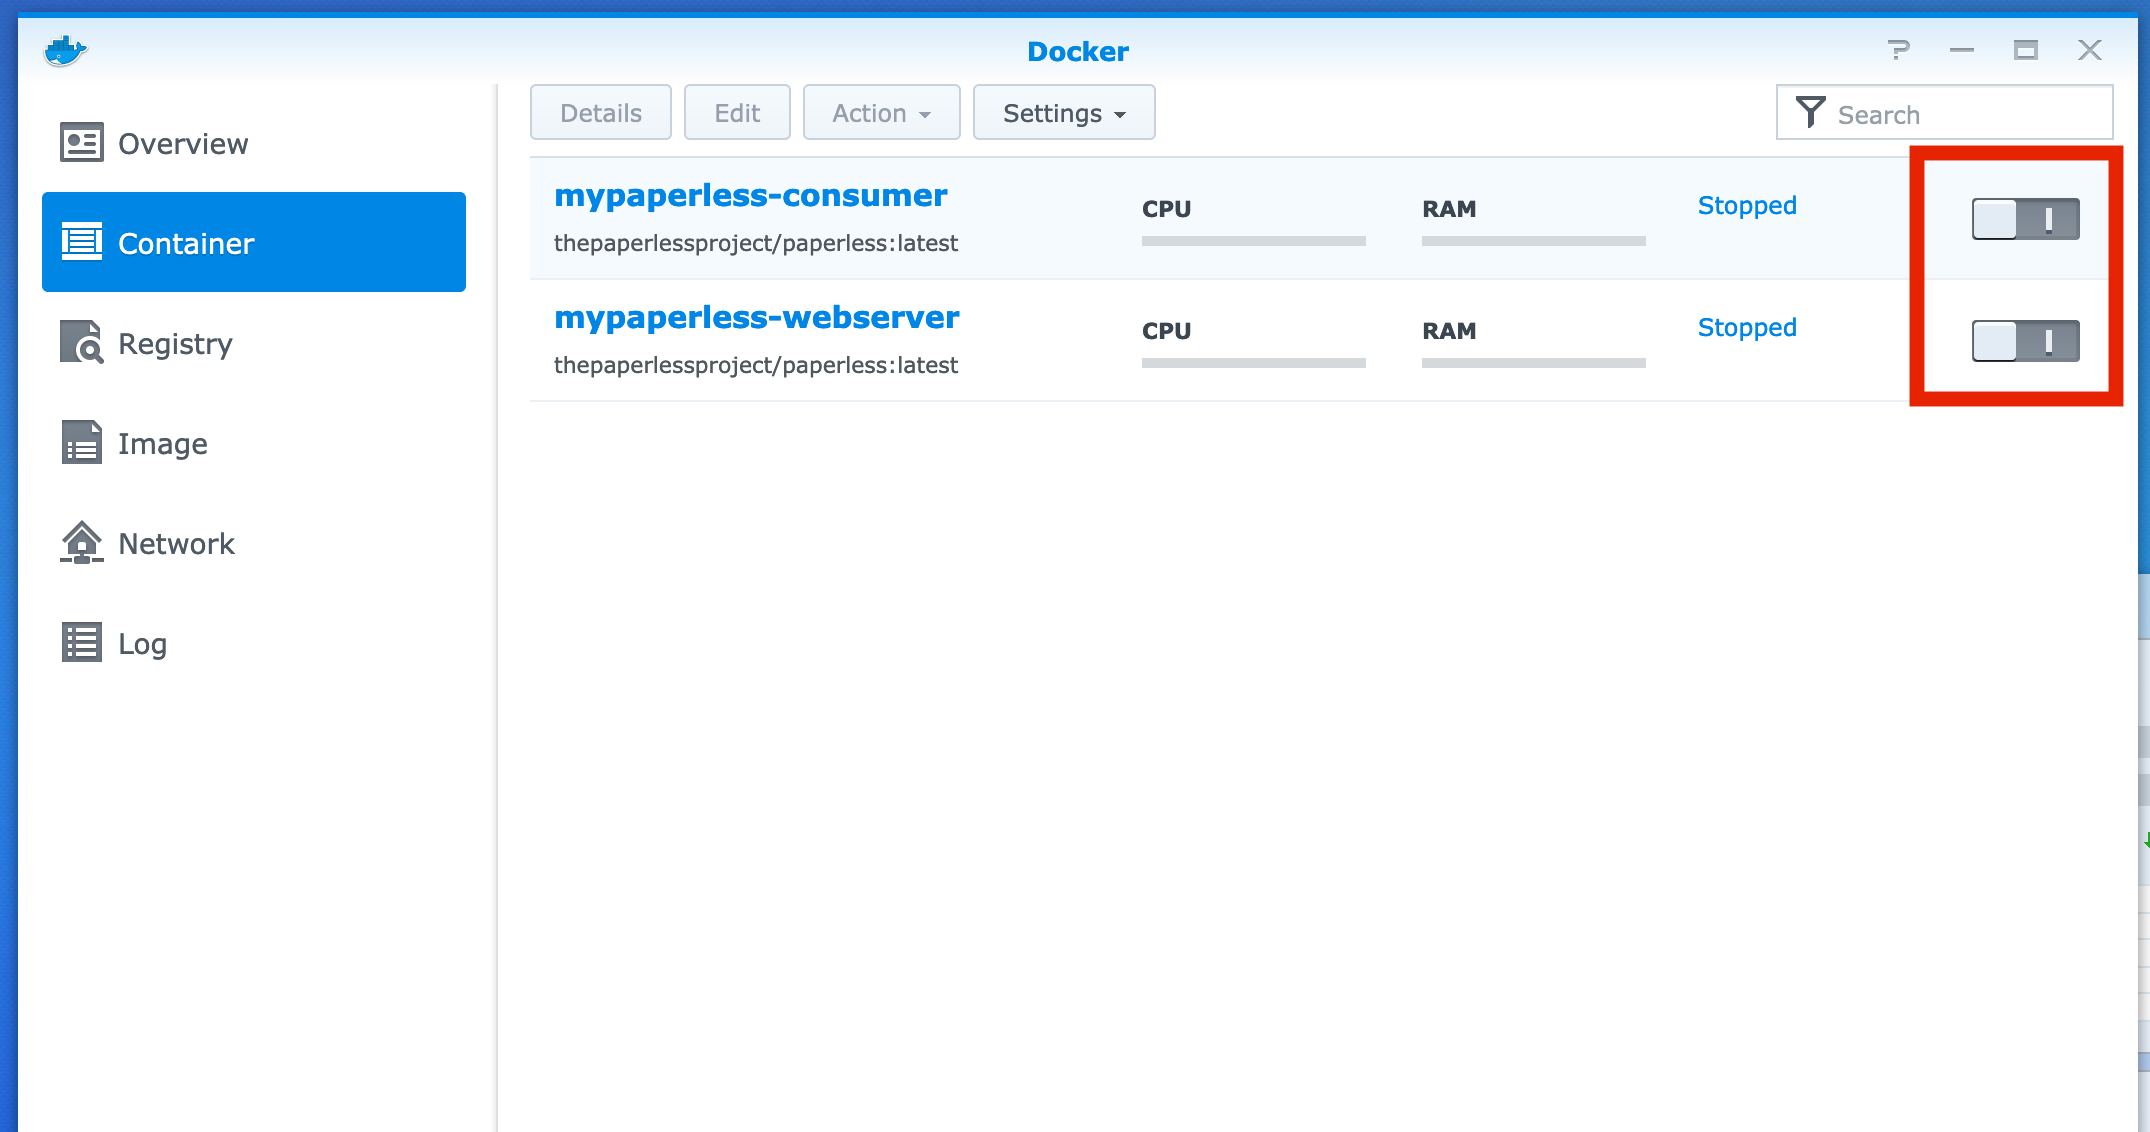 Docker
Overview
Container
Registry
Image
Network
Log
Details Edit Action Settings Search
mypaperless-consumer
thepaperlessproject/paperless:latest
CPU RAM Stopped
mypaperless-webserver
thepaperlessproject/paperless:latest
CPU RAM Stopped